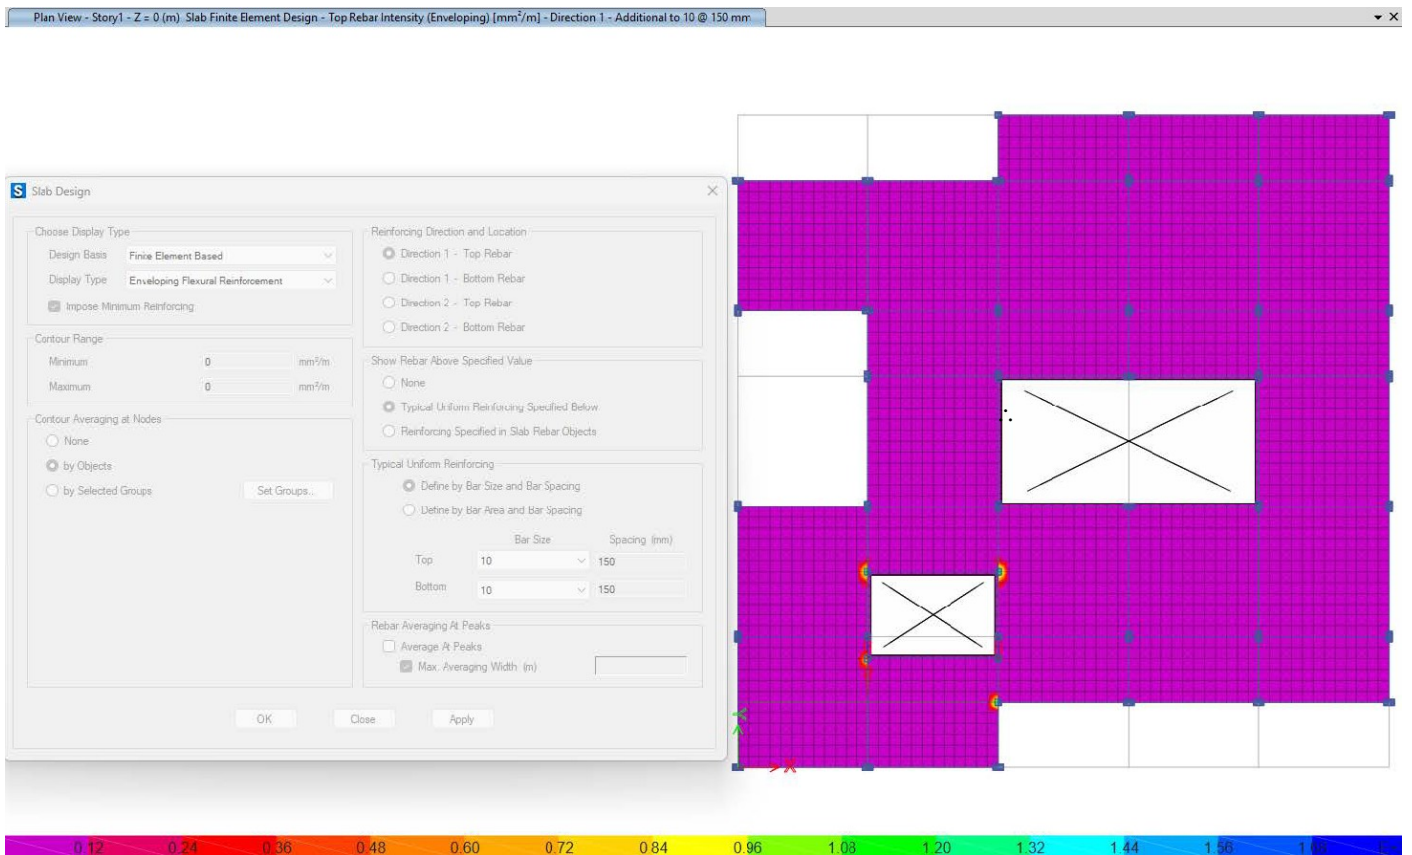 Plan View - Story1 - Z = 0 (m) Slab Finite Element Design - Top Rebar Intensity (Enveloping) [mm²/m] - Direction 1 - Additional to 10 @ 150 mm
S Slab Design
Choose Display Type
Design Basis Finite Element Based
Display Type Enveloping Flexural Reinforcement
Impose Minimum Reinforcing
Contour Range
Minimum 0 mm²/m
Maximum 0 mm²/m
Contour Averaging at Nodes
None
by Objects
by Selected Groups Set Groups...
Reinforcing Direction and Location
Direction 1 - Top Rebar
Direction 1 - Bottom Rebar
Direction 2 - Top Rebar
Direction 2 - Bottom Rebar
Show Rebar Above Specified Value
None
Typical Uniform Reinforcing Specified Below
Reinforcing Specified in Slab Rebar Objects
Typical Uniform Reinforcing
Define by Bar Size and Bar Spacing
Define by Bar Area and Bar Spacing
Bar Size Spacing (mm)
Top 10 150
Bottom 10 150
Rebar Averaging At Peaks
Average At Peaks
Max. Averaging Width (m)
OK Close Apply
Y
X
0.12 0.24 0.36 0.48 0.60 0.72 0.84 0.96 1.08 1.20 1.32 1.44 1.56